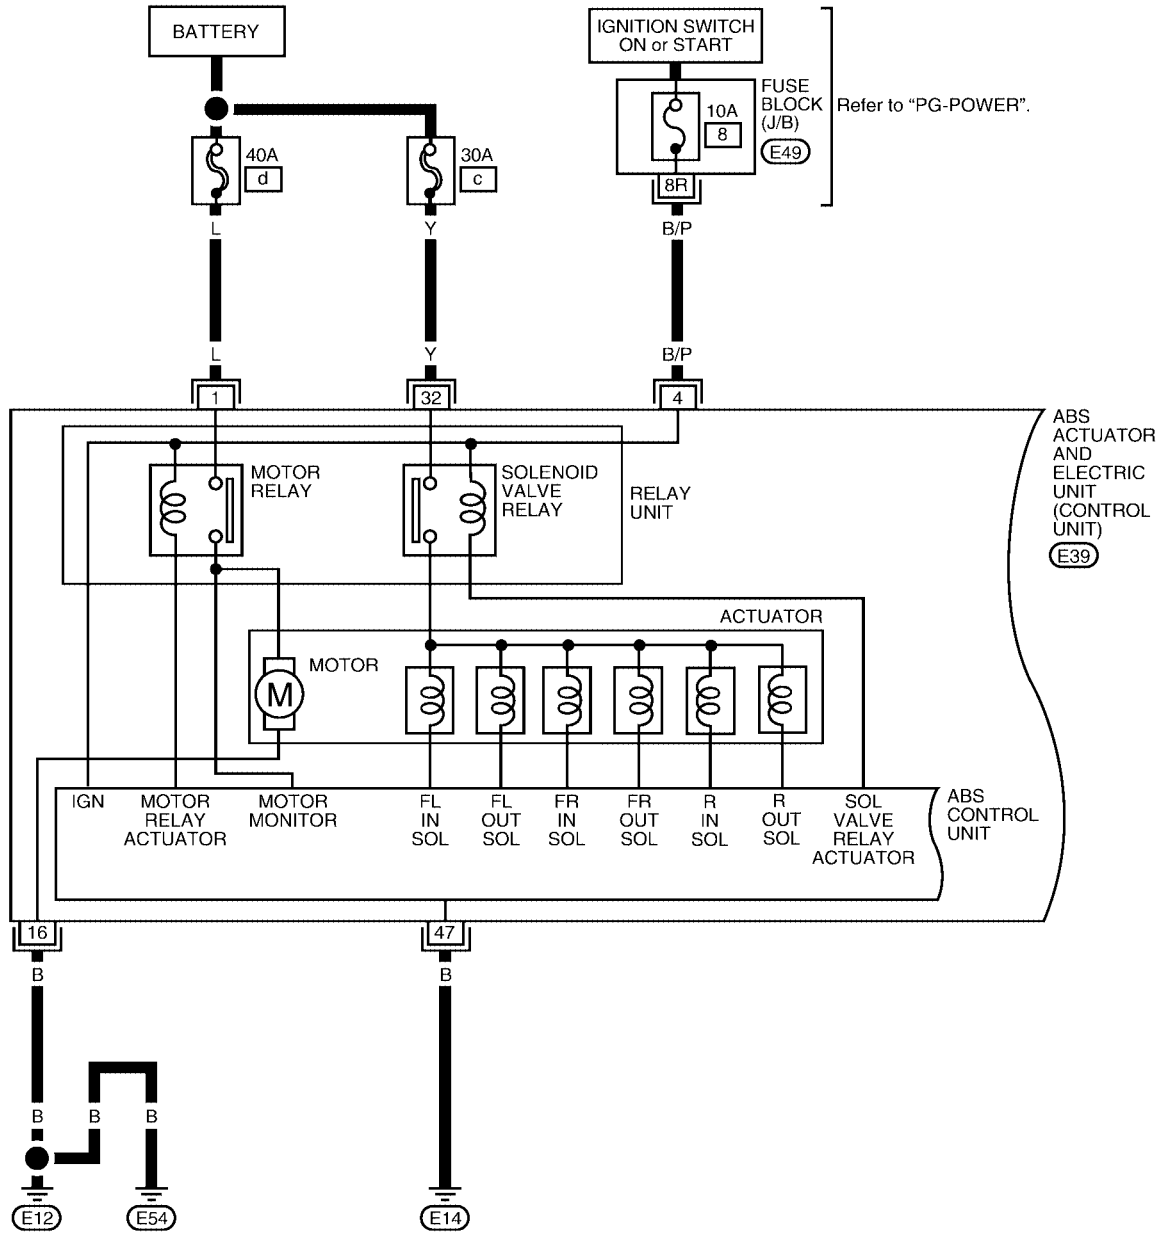 BATTERY
IGNITION SWITCH
ON or START
FUSE
BLOCK
(J/B)
Refer to “PG-POWER”.
10A
8
E49
40A
d
30A
c
8R
L
Y
B/P
L
Y
B/P
1
32
4
ABS
ACTUATOR
AND
ELECTRIC
UNIT
(CONTROL
UNIT)
E39
MOTOR
RELAY
SOLENOID
VALVE
RELAY
RELAY
UNIT
ACTUATOR
MOTOR
M
IGN
MOTOR
RELAY
ACTUATOR
MOTOR
MONITOR
FL
IN
SOL
FL
OUT
SOL
FR
IN
SOL
FR
OUT
SOL
R
IN
SOL
R
OUT
SOL
SOL
VALVE
RELAY
ACTUATOR
ABS
CONTROL
UNIT
16
47
B
B
B
B
B
E12
E54
E14